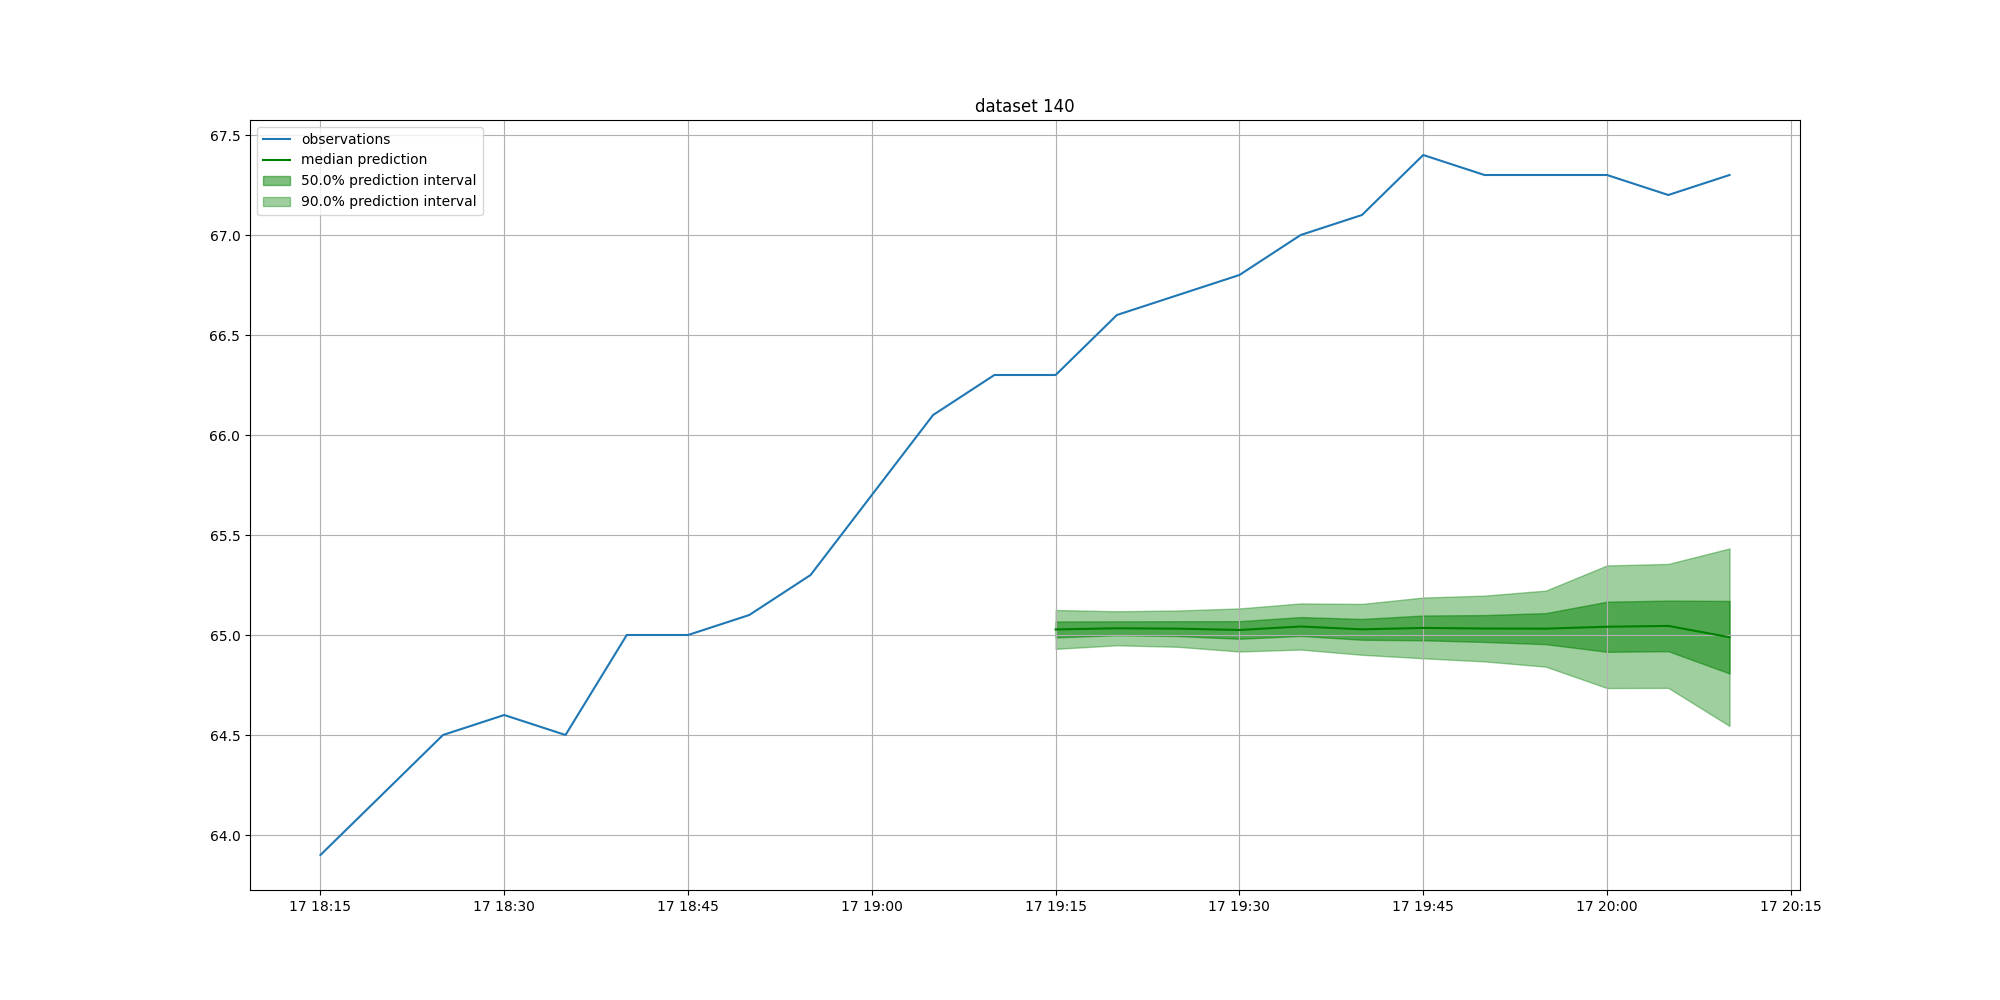 dataset 140
67.5
67.0
66.5
66.0
65.5
65.0
64.5
64.0
observations
median prediction
50.0% prediction interval
90.0% prediction interval
17 18:15 17 18:30 17 18:45 17 19:00 17 19:15 17 19:30 17 19:45 17 20:00 17 20:15